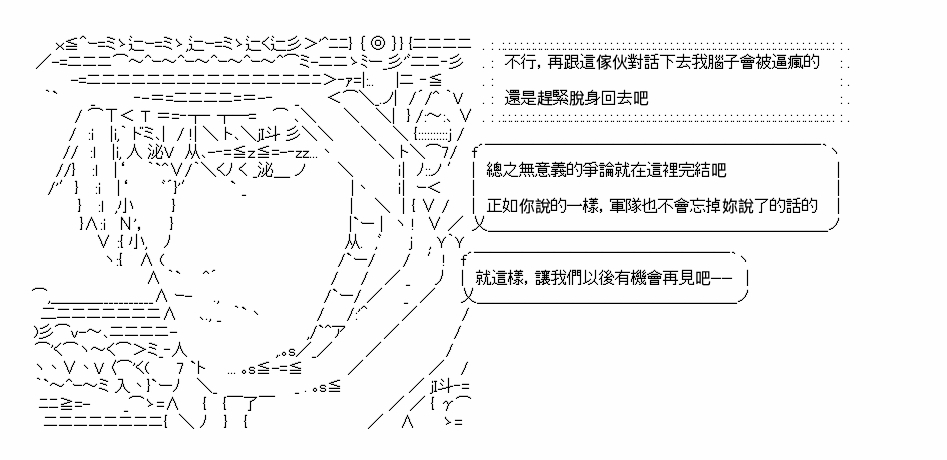 不行，再跟這傢伙對話下去我腦子會被逼瘋的
還是趕緊脫身回去吧
總之無意義的爭論就在這裡完結吧
正如你說的一樣，軍隊也不會忘掉妳說了的話的
就這樣，讓我們以後有機會再見吧——